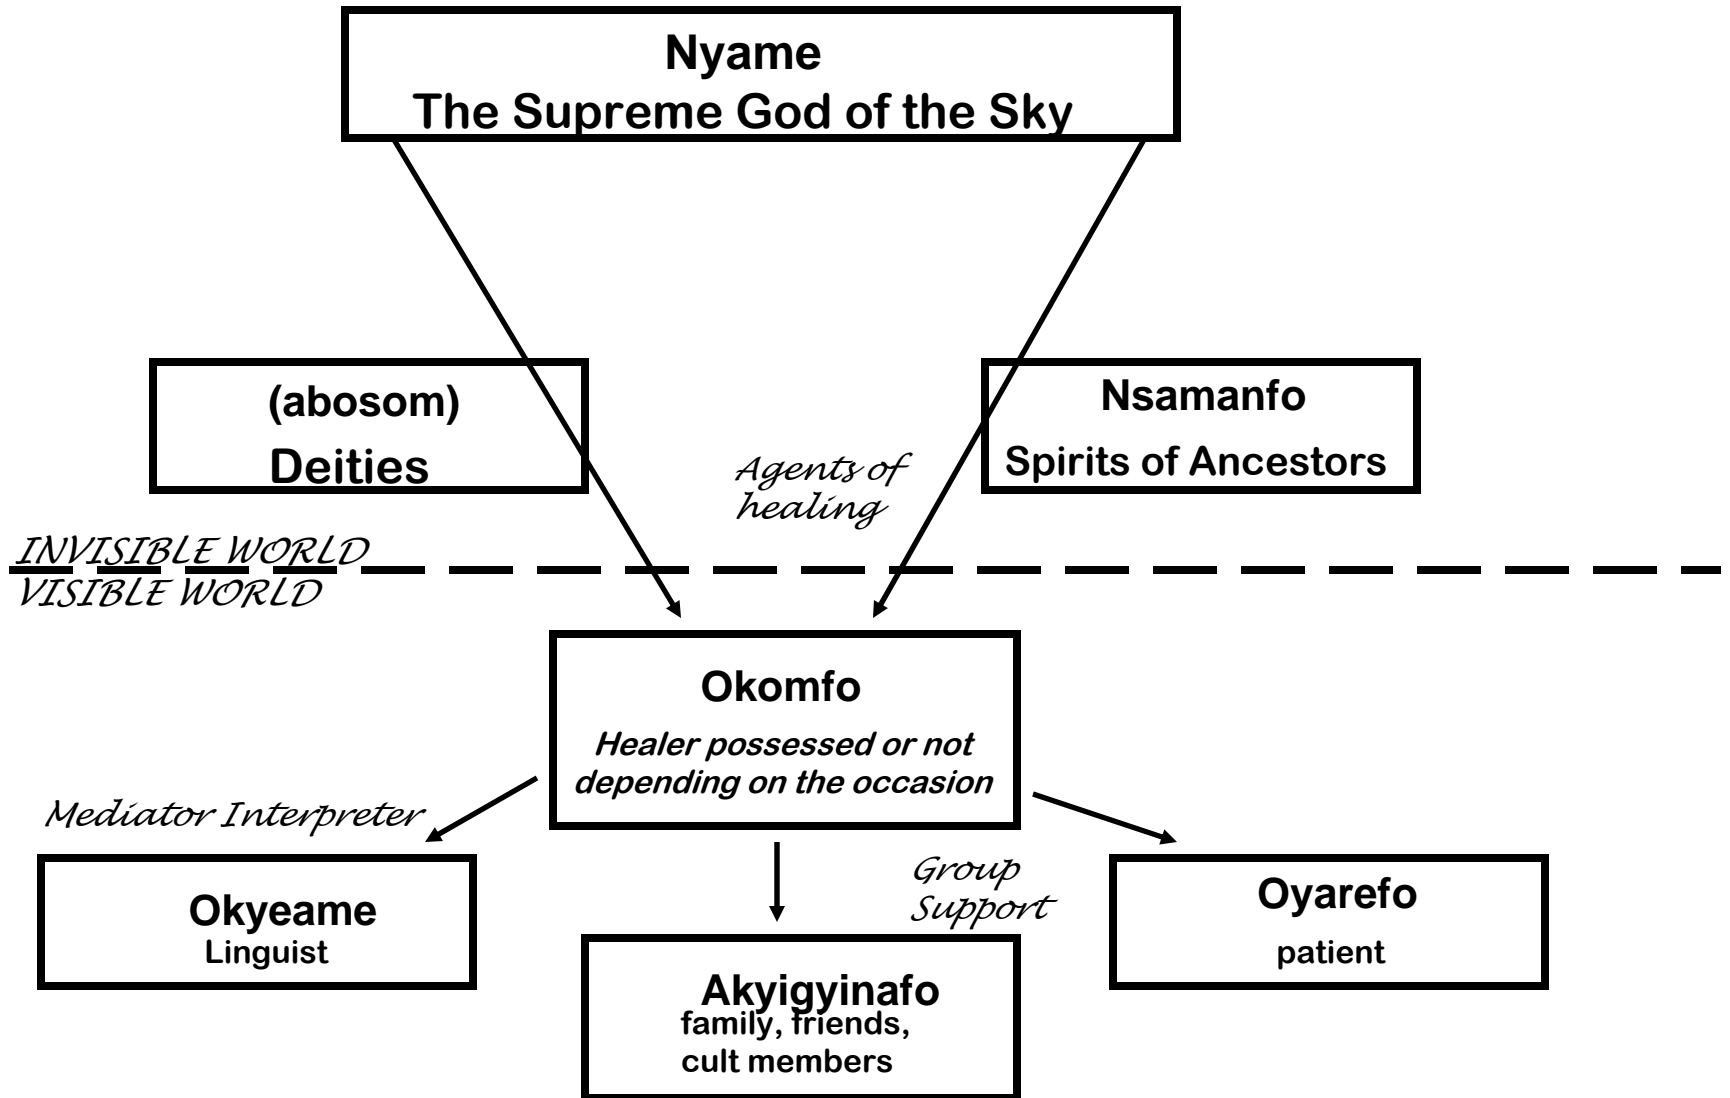 Nyame
The Supreme God of the Sky
(abosom)
Deities
Nsamanfo
Spirits of Ancestors
Agents of
healing
INVISIBLE WORLD
VISIBLE WORLD
Okomfo
Healer possessed or not
depending on the occasion
Mediator Interpreter
Okyeame
Linguist
Group
Support
Akyigyinafo
family, friends,
cult members
Oyarefo
patient